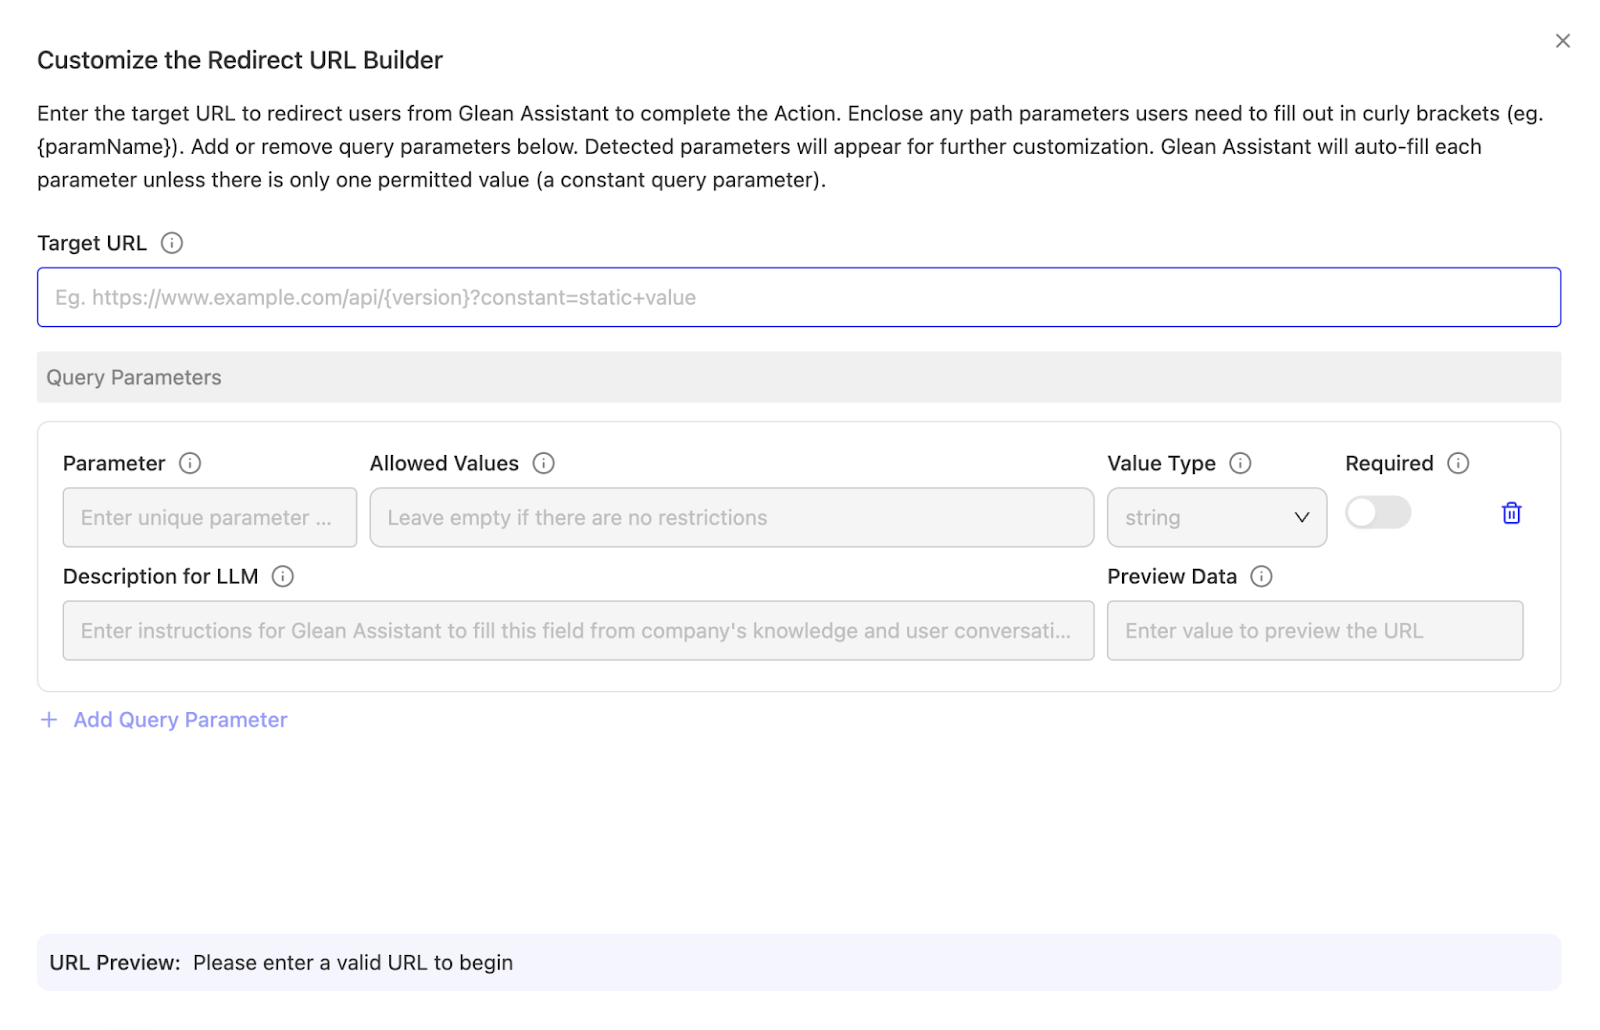 Customize the Redirect URL Builder
Enter the target URL to redirect users from Glean Assistant to complete the Action. Enclose any path parameters users need to fill out in curly brackets (eg.
{paramName}). Add or remove query parameters below. Detected parameters will appear for further customization. Glean Assistant will auto-fill each
parameter unless there is only one permitted value (a constant query parameter).
Target URL
Eg. https://www.example.com/api/{version}?constant=static+value
Query Parameters
Parameter Allowed Values Value Type Required
Enter unique parameter ... Leave empty if there are no restrictions string
Description for LLM Preview Data
Enter instructions for Glean Assistant to fill this field from company's knowledge and user conversati... Enter value to preview the URL
+ Add Query Parameter
URL Preview: Please enter a valid URL to begin